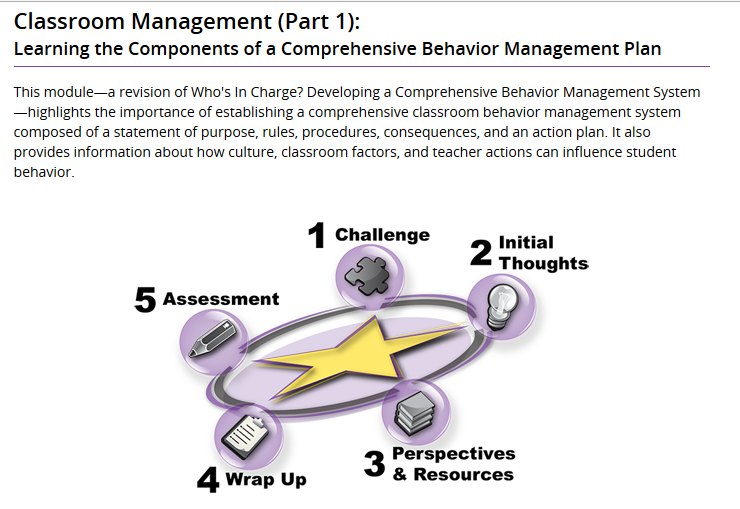 Classroom Management (Part 1):
Learning the Components of a Comprehensive Behavior Management Plan
This module—a revision of Who's In Charge? Developing a Comprehensive Behavior Management System
—highlights the importance of establishing a comprehensive classroom behavior management system
composed of a statement of purpose, rules, procedures, consequences, and an action plan. It also
provides information about how culture, classroom factors, and teacher actions can influence student
behavior.
1 Challenge
2 Initial
Thoughts
3 Perspectives
& Resources
4 Wrap Up
5 Assessment